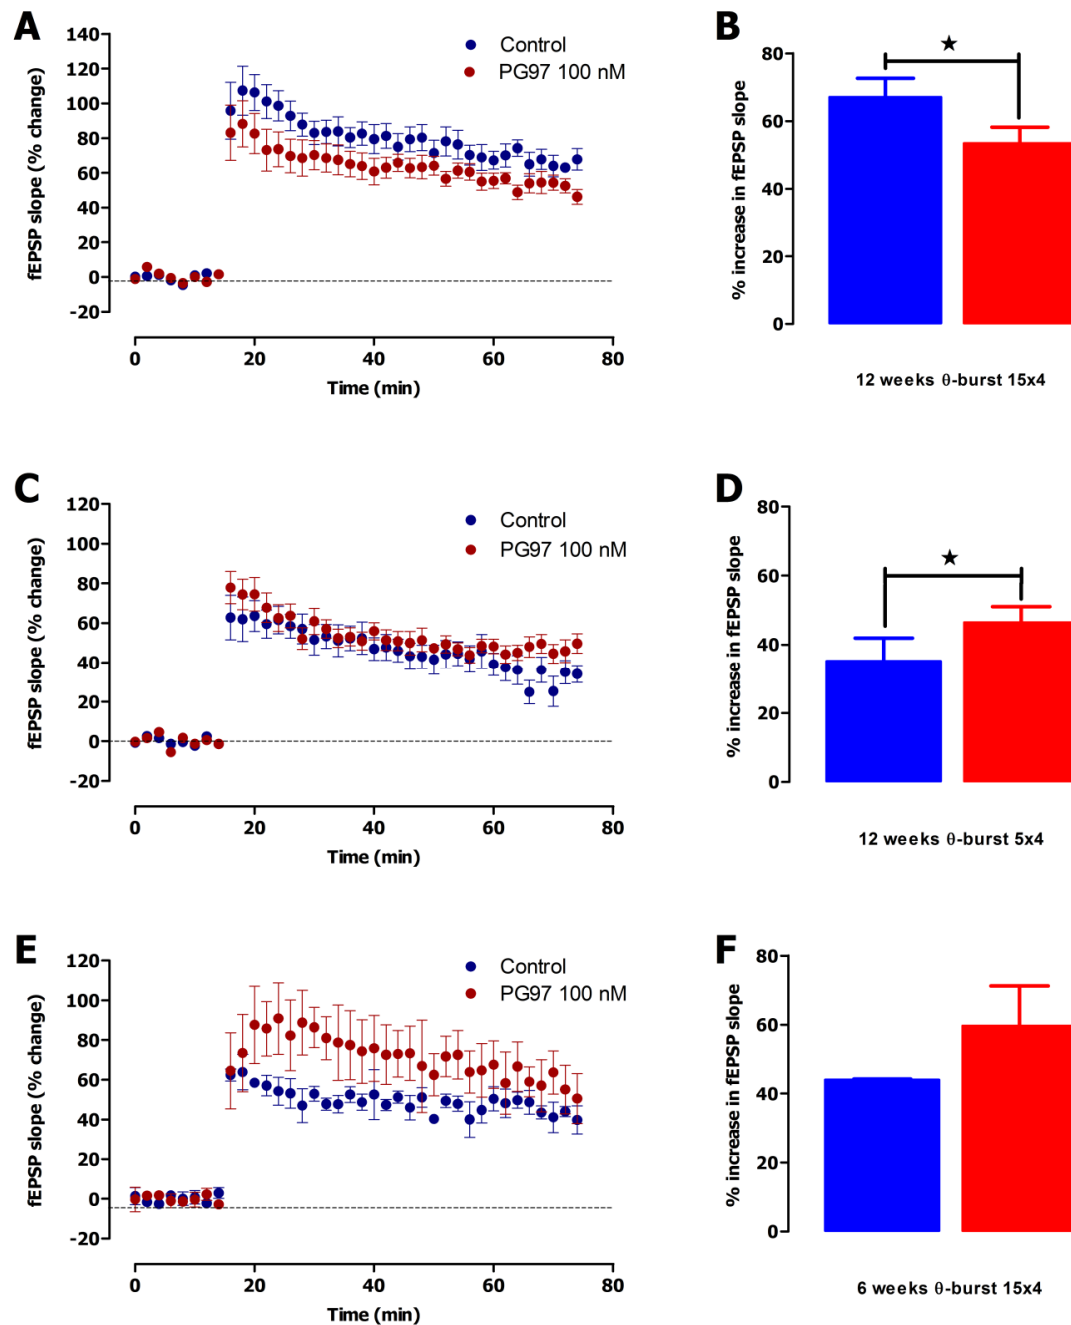 A
fEPSP slope (% change)
140
120
100
80
60
40
20
0
-20
Control
PG97 100 nM
0 20 40 60 80
Time (min)
B
% increase in fEPSP slope
80
60
40
20
0
★
12 weeks θ-burst 15x4
C
fEPSP slope (% change)
120
100
80
60
40
20
0
-20
Control
PG97 100 nM
0 20 40 60 80
Time (min)
D
% increase in fEPSP slope
80
60
40
20
0
★
12 weeks θ-burst 5x4
E
fEPSP slope (% change)
120
100
80
60
40
20
0
-20
Control
PG97 100 nM
0 20 40 60 80
Time (min)
F
% increase in fEPSP slope
80
60
40
20
0
6 weeks θ-burst 15x4